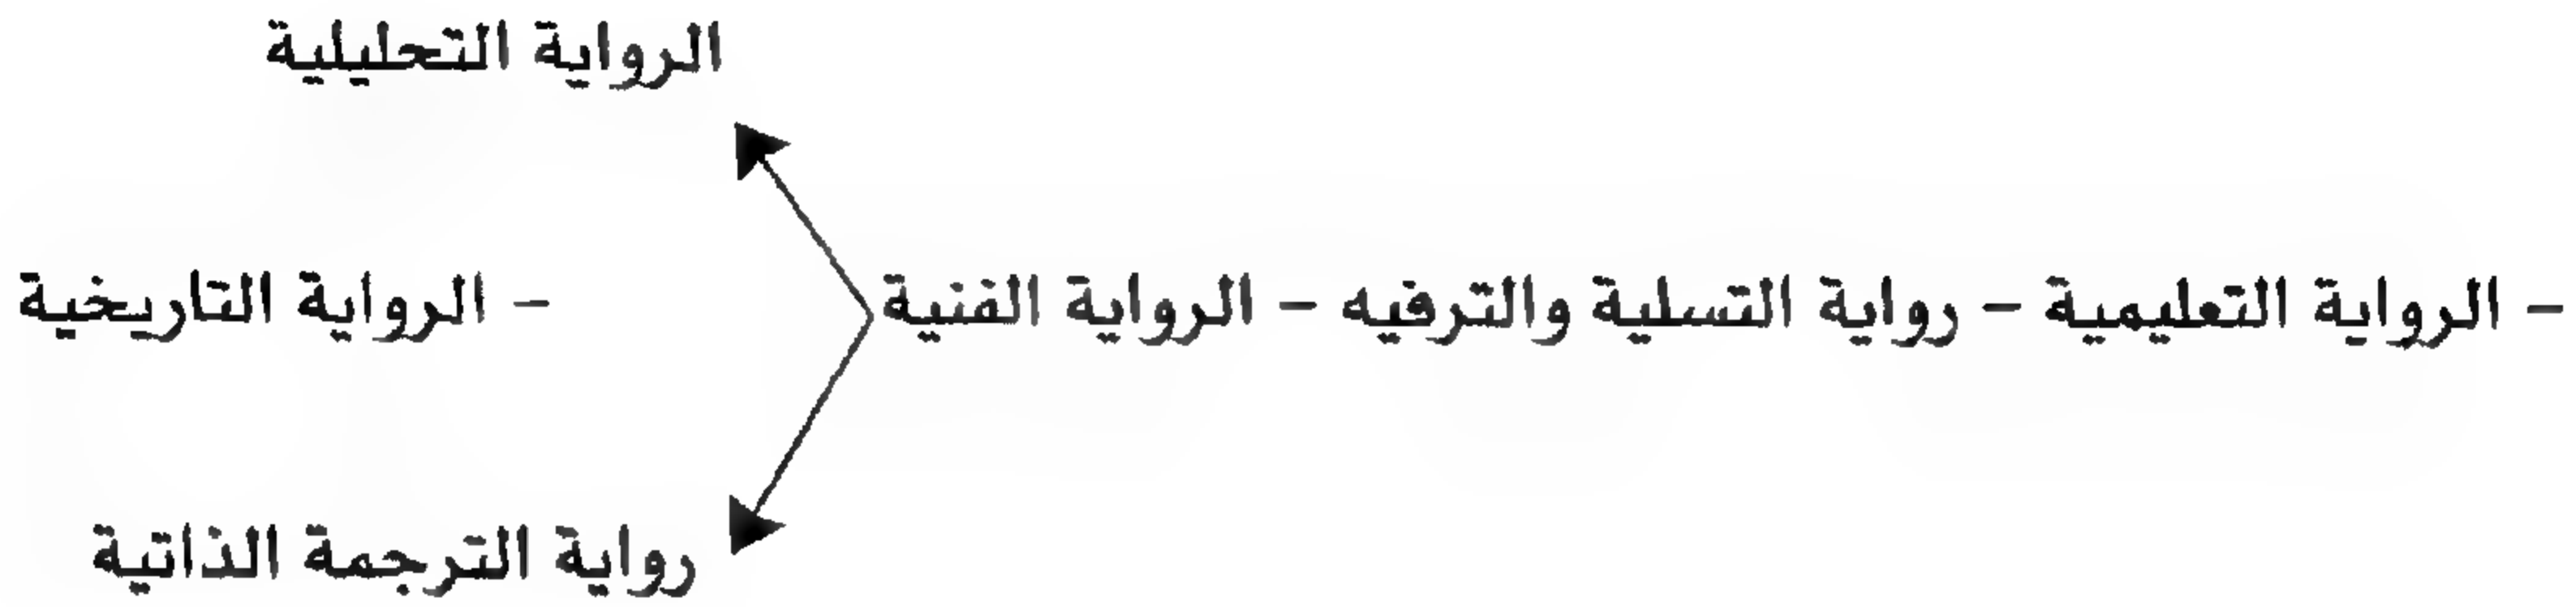 الرواية التحليلية
- الرواية التعليمية - رواية التسلية والترفيه - الرواية الفنية - الرواية التاريخية
رواية الترجمة الذاتية